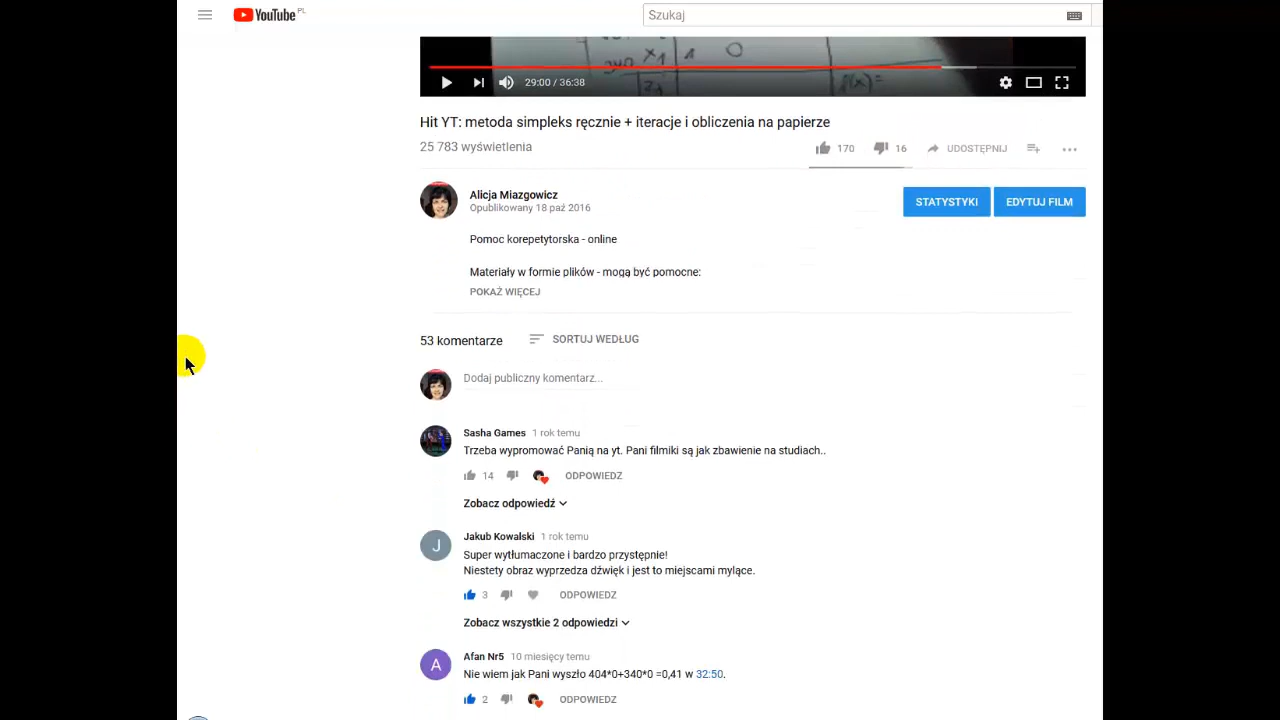 YouTube PL
Szukaj
340 x1 1 0
f(x)=
29:00 / 36:38
Hit YT: metoda simpleks ręcznie + iteracje i obliczenia na papierze
25 783 wyświetlenia
170 16 UDOSTĘPNIJ
Alicja Miazgowicz
Opublikowany 18 paź 2016
STATYSTYKI EDYTUJ FILM
Pomoc korepetytorska - online
Materiały w formie plików - mogą być pomocne:
POKAŻ WIĘCEJ
53 komentarze SORTUJ WEDŁUG
Dodaj publiczny komentarz...
Sasha Games 1 rok temu
Trzeba wypromować Panią na yt. Pani filmiki są jak zbawienie na studiach..
14 ODPOWIEDZ
Zobacz odpowiedź
J
Jakub Kowalski 1 rok temu
Super wytłumaczone i bardzo przystępnie!
Niestety obraz wyprzedza dźwięk i jest to miejscami mylące.
3 ODPOWIEDZ
Zobacz wszystkie 2 odpowiedzi
A
Afan Nr5 10 miesięcy temu
Nie wiem jak Pani wyszło 404*0+340*0 =0,41 w 32:50.
2 ODPOWIEDZ